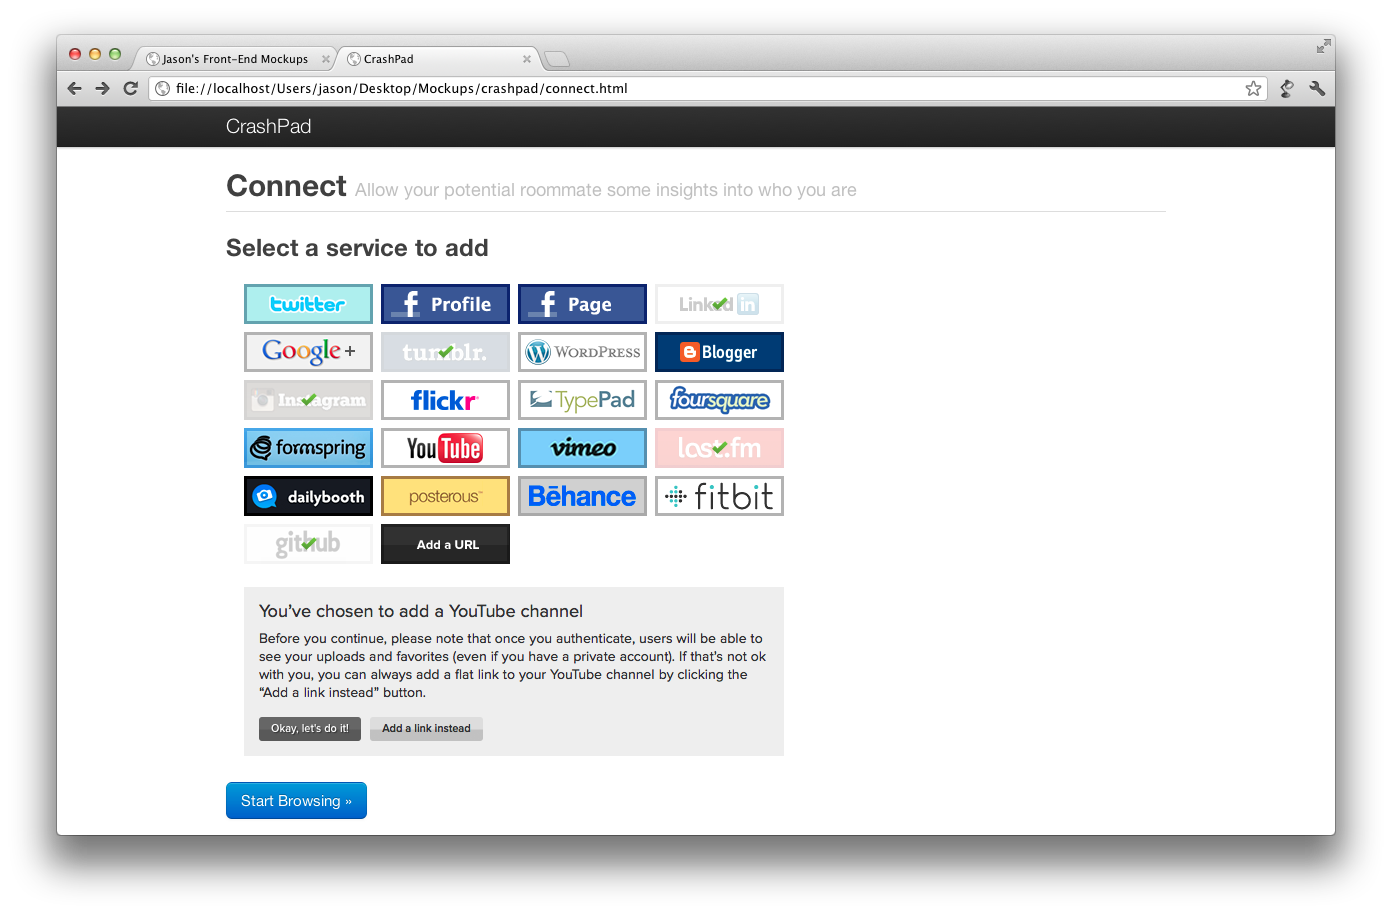 Jason's Front-End Mockups
CrashPad
file://localhost/Users/jason/Desktop/Mockups/crashpad/connect.html
CrashPad
Connect Allow your potential roommate some insights into who you are
Select a service to add
twitter
f Profile
f Page
Linked in
Google +
tumblr.
WORDPRESS
Blogger
Instagram
flickr
TypePad
foursquare
formspring
YouTube
vimeo
last.fm
dailybooth
posterous™
Bēhance
fitbit
github
Add a URL
You’ve chosen to add a YouTube channel
Before you continue, please note that once you authenticate, users will be able to
see your uploads and favorites (even if you have a private account). If that’s not ok
with you, you can always add a flat link to your YouTube channel by clicking the
“Add a link instead” button.
Okay, let’s do it!
Add a link instead
Start Browsing »